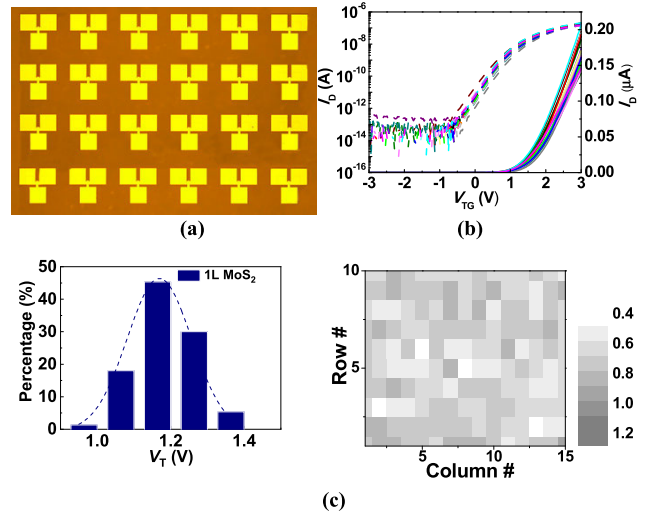 (a)
10⁻⁶
10⁻⁸
10⁻¹⁰
10⁻¹²
10⁻¹⁴
10⁻¹⁶
I_D (A)
-3 -2 -1 0 1 2 3
V_TG (V)
0.20
0.15
0.10
0.05
0.00
I_D (μA)
(b)
50
40
30
20
10
0
Percentage (%)
1L MoS₂
1.0 1.2 1.4
V_T (V)
10
5
Row #
5 10 15
Column #
0.4
0.6
0.8
1.0
1.2
(c)